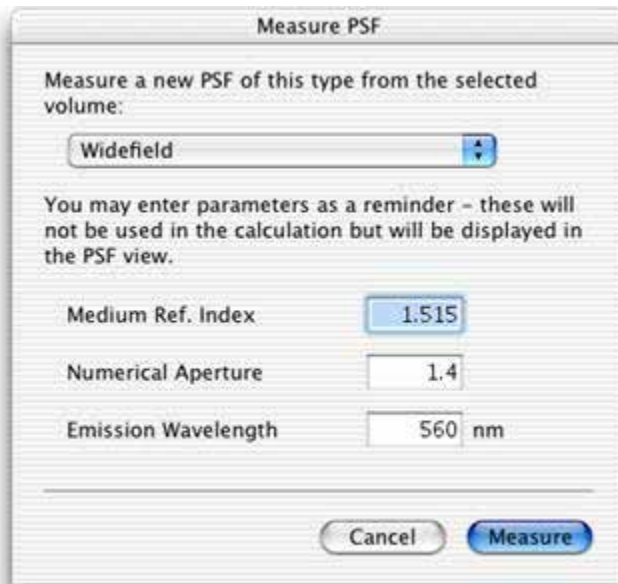 Measure PSF
Measure a new PSF of this type from the selected
volume:
Widefield
You may enter parameters as a reminder – these will
not be used in the calculation but will be displayed in
the PSF view.
Medium Ref. Index 1.515
Numerical Aperture 1.4
Emission Wavelength 560 nm
Cancel Measure